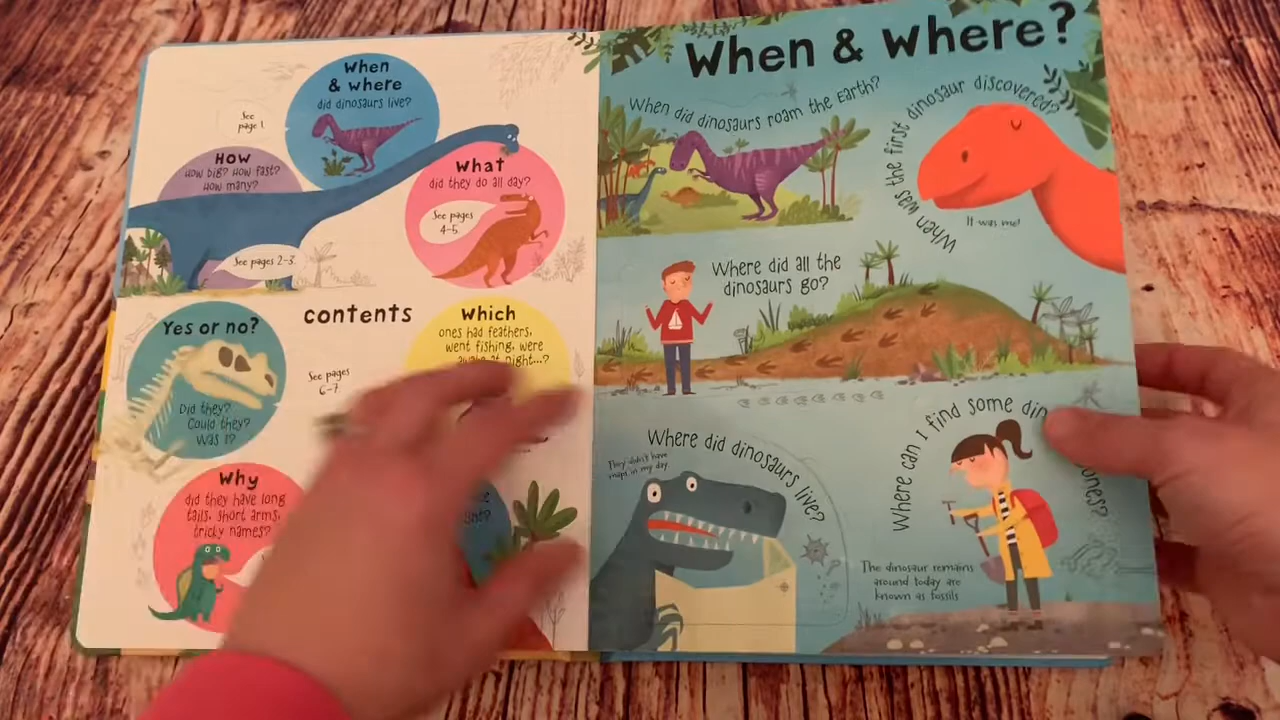 When
& where
did dinosaurs live?
See
page 1.
How
How big? How fast?
How many?
What
did they do all day?
See pages
4-5.
See pages 2-3.
Yes or no?
Did they?
Could they?
Was I?
contents
See pages
6-7
Which
ones had feathers,
went fishing, were
awake at night...?
Why
did they have long
tails, short arms,
tricky names?
When & where?
When did dinosaurs roam the Earth?
When was the first dinosaur discovered?
It was me!
Where did all the
dinosaurs go?
Where did dinosaurs live?
They didn't have
maps in my day.
Where can I find some
bones?
The dinosaur remains
around today are
known as fossils